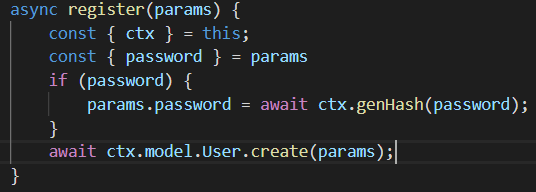 async register(params) {
const { ctx } = this;
const { password } = params
if (password) {
params.password = await ctx.genHash(password);
}
await ctx.model.User.create(params);
}